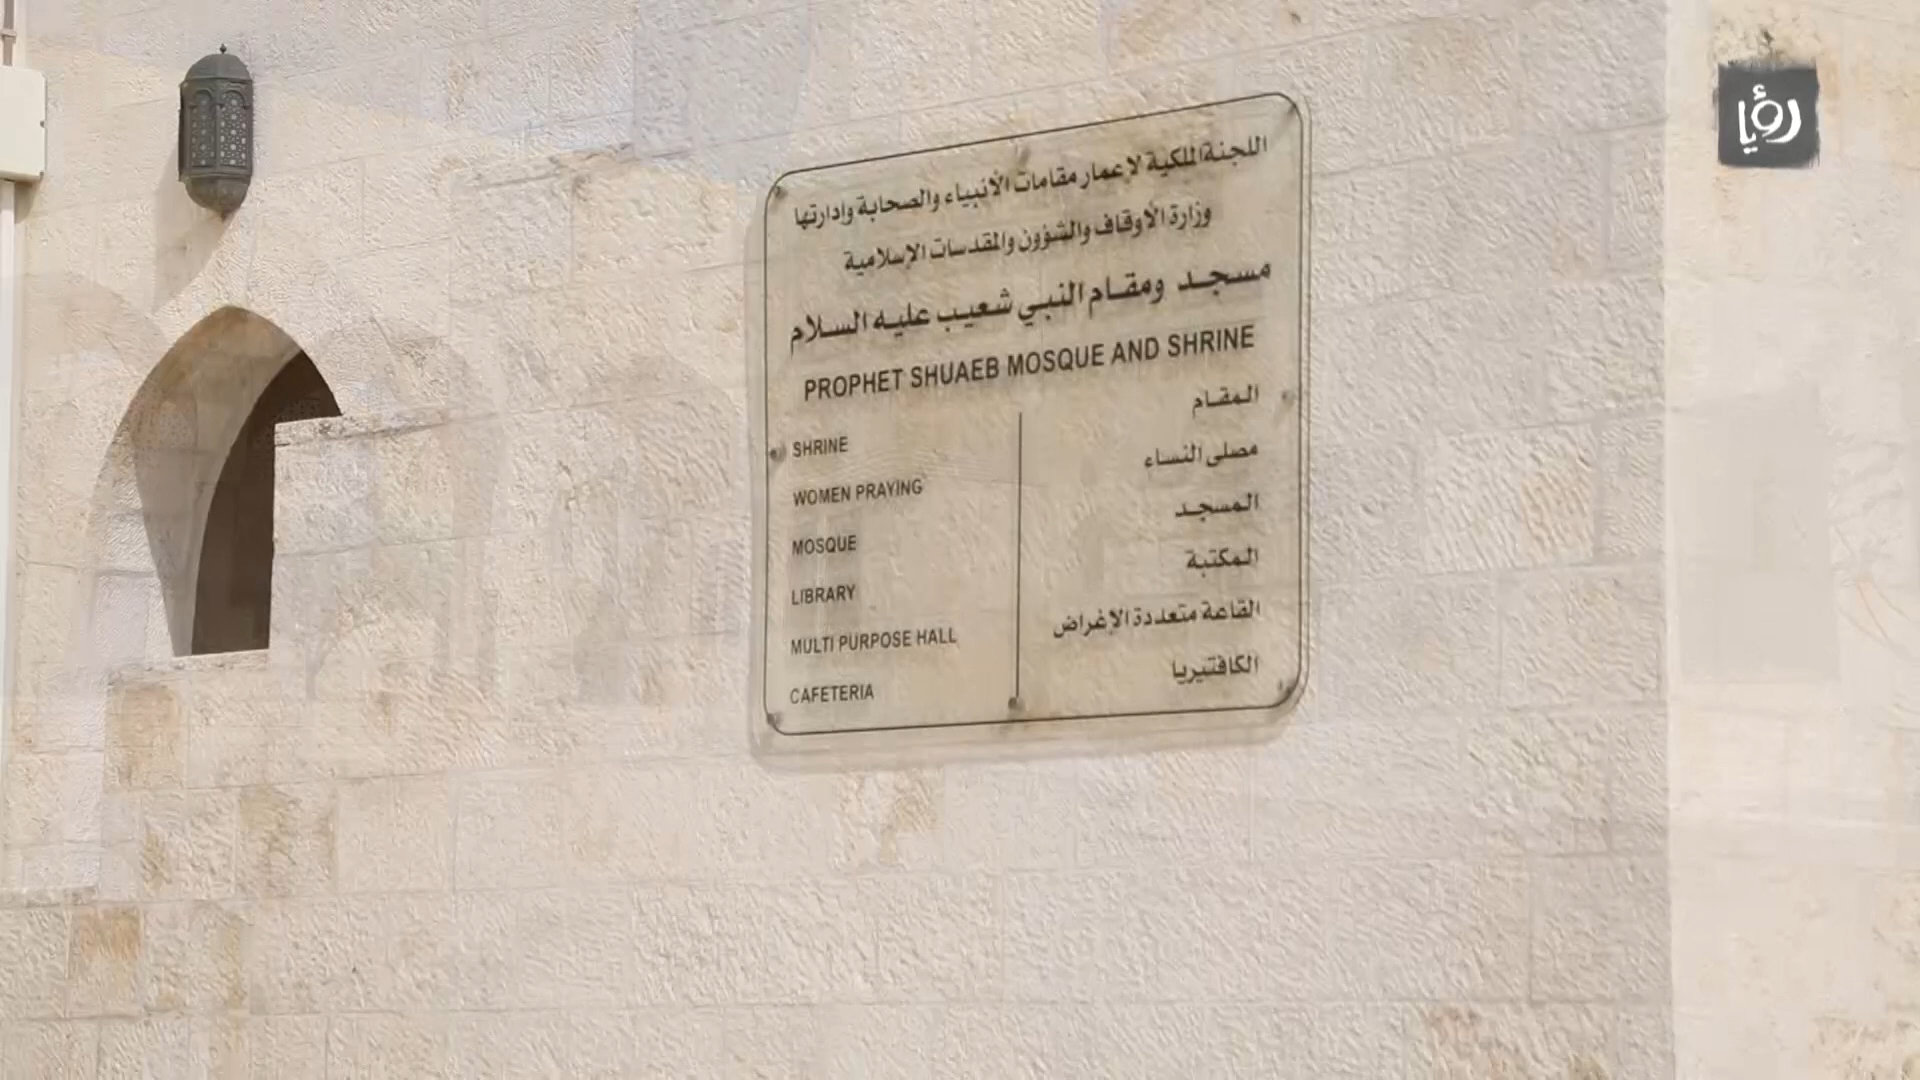 رؤيا
اللجنة الملكية لإعمار مقامات الأنبياء والصحابة وإدارتها
وزارة الأوقاف والشؤون والمقدسات الإسلامية
مسجد ومقام النبي شعيب عليه السلام
PROPHET SHUAEB MOSQUE AND SHRINE
SHRINE المقام
WOMEN PRAYING مصلى النساء
MOSQUE المسجد
LIBRARY المكتبة
MULTI PURPOSE HALL القاعة متعددة الإغراض
CAFETERIA الكافتيريا